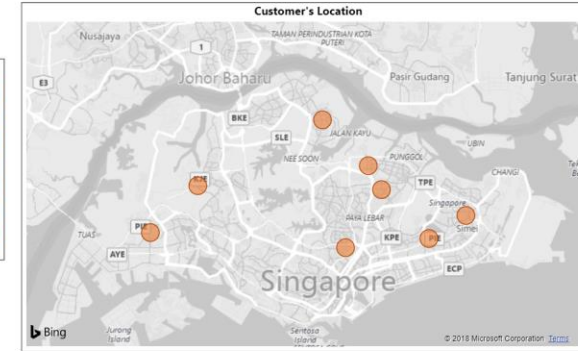 Customer's Location
Nusajaya
TAMAN PERINDUSTRIAN KOTA
PUTERI
1
E3
Johor Baharu
Pasir Gudang
Tanjung Surat
BKE
SLE
JALAN KAYU
NEE SOON
PUNGGOL
UBIN
CHANGI
TPE
Singapore
PAYA LEBAR
Simei
TUAS
AYE
KPE
ECP
Singapore
Bing
Jurong
Island
Sentosa
Island
© 2018 Microsoft Corporation Terms